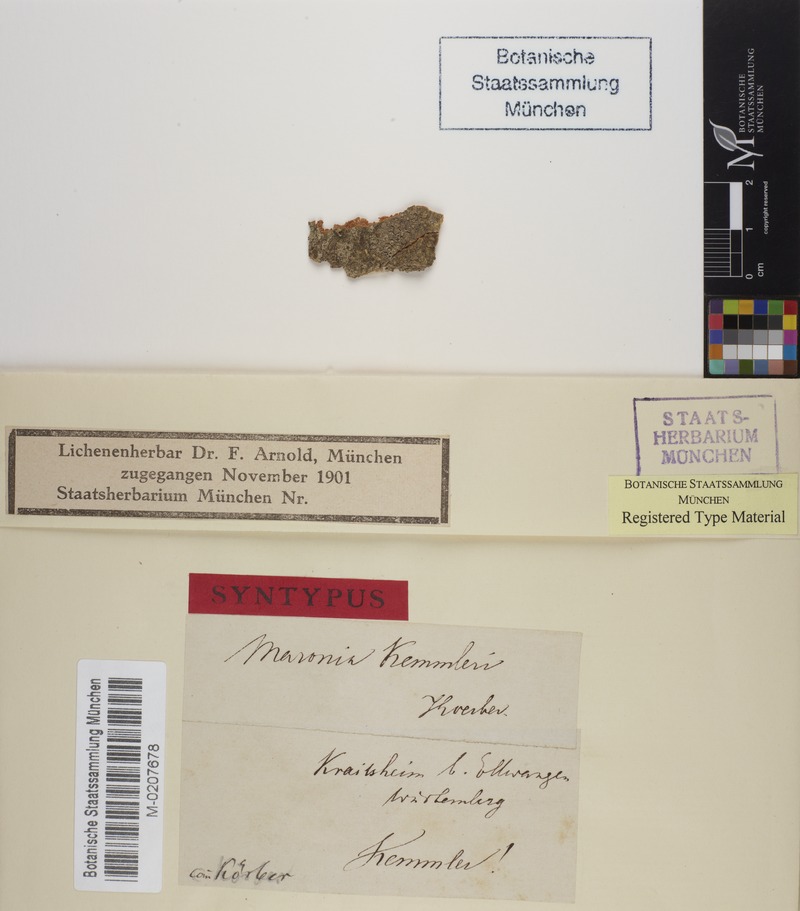 Botanische
Staatssammlung
München
BOTANISCHE
STAATSSAMMLUNG
MÜNCHEN
0 1 2
cm
copyright reserved
Lichenenherbar Dr. F. Arnold, München
zugegangen November 1901
Staatsherbarium München Nr.
STAATS-
HERBARIUM
MÜNCHEN
BOTANISCHE STAATSSAMMLUNG
MÜNCHEN
Registered Type Material
SYNTYPUS
Maronia Kemmleri
Koerber.
Krailsheim b. Ellwangen
Würtemberg
Kemmler!
Körber
Botanische Staatssammlung München
M-0207678